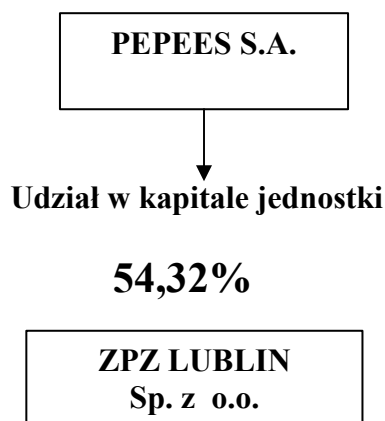 PEPEES S.A.
Udział w kapitale jednostki
54,32%
ZPZ LUBLIN
Sp. z o.o.